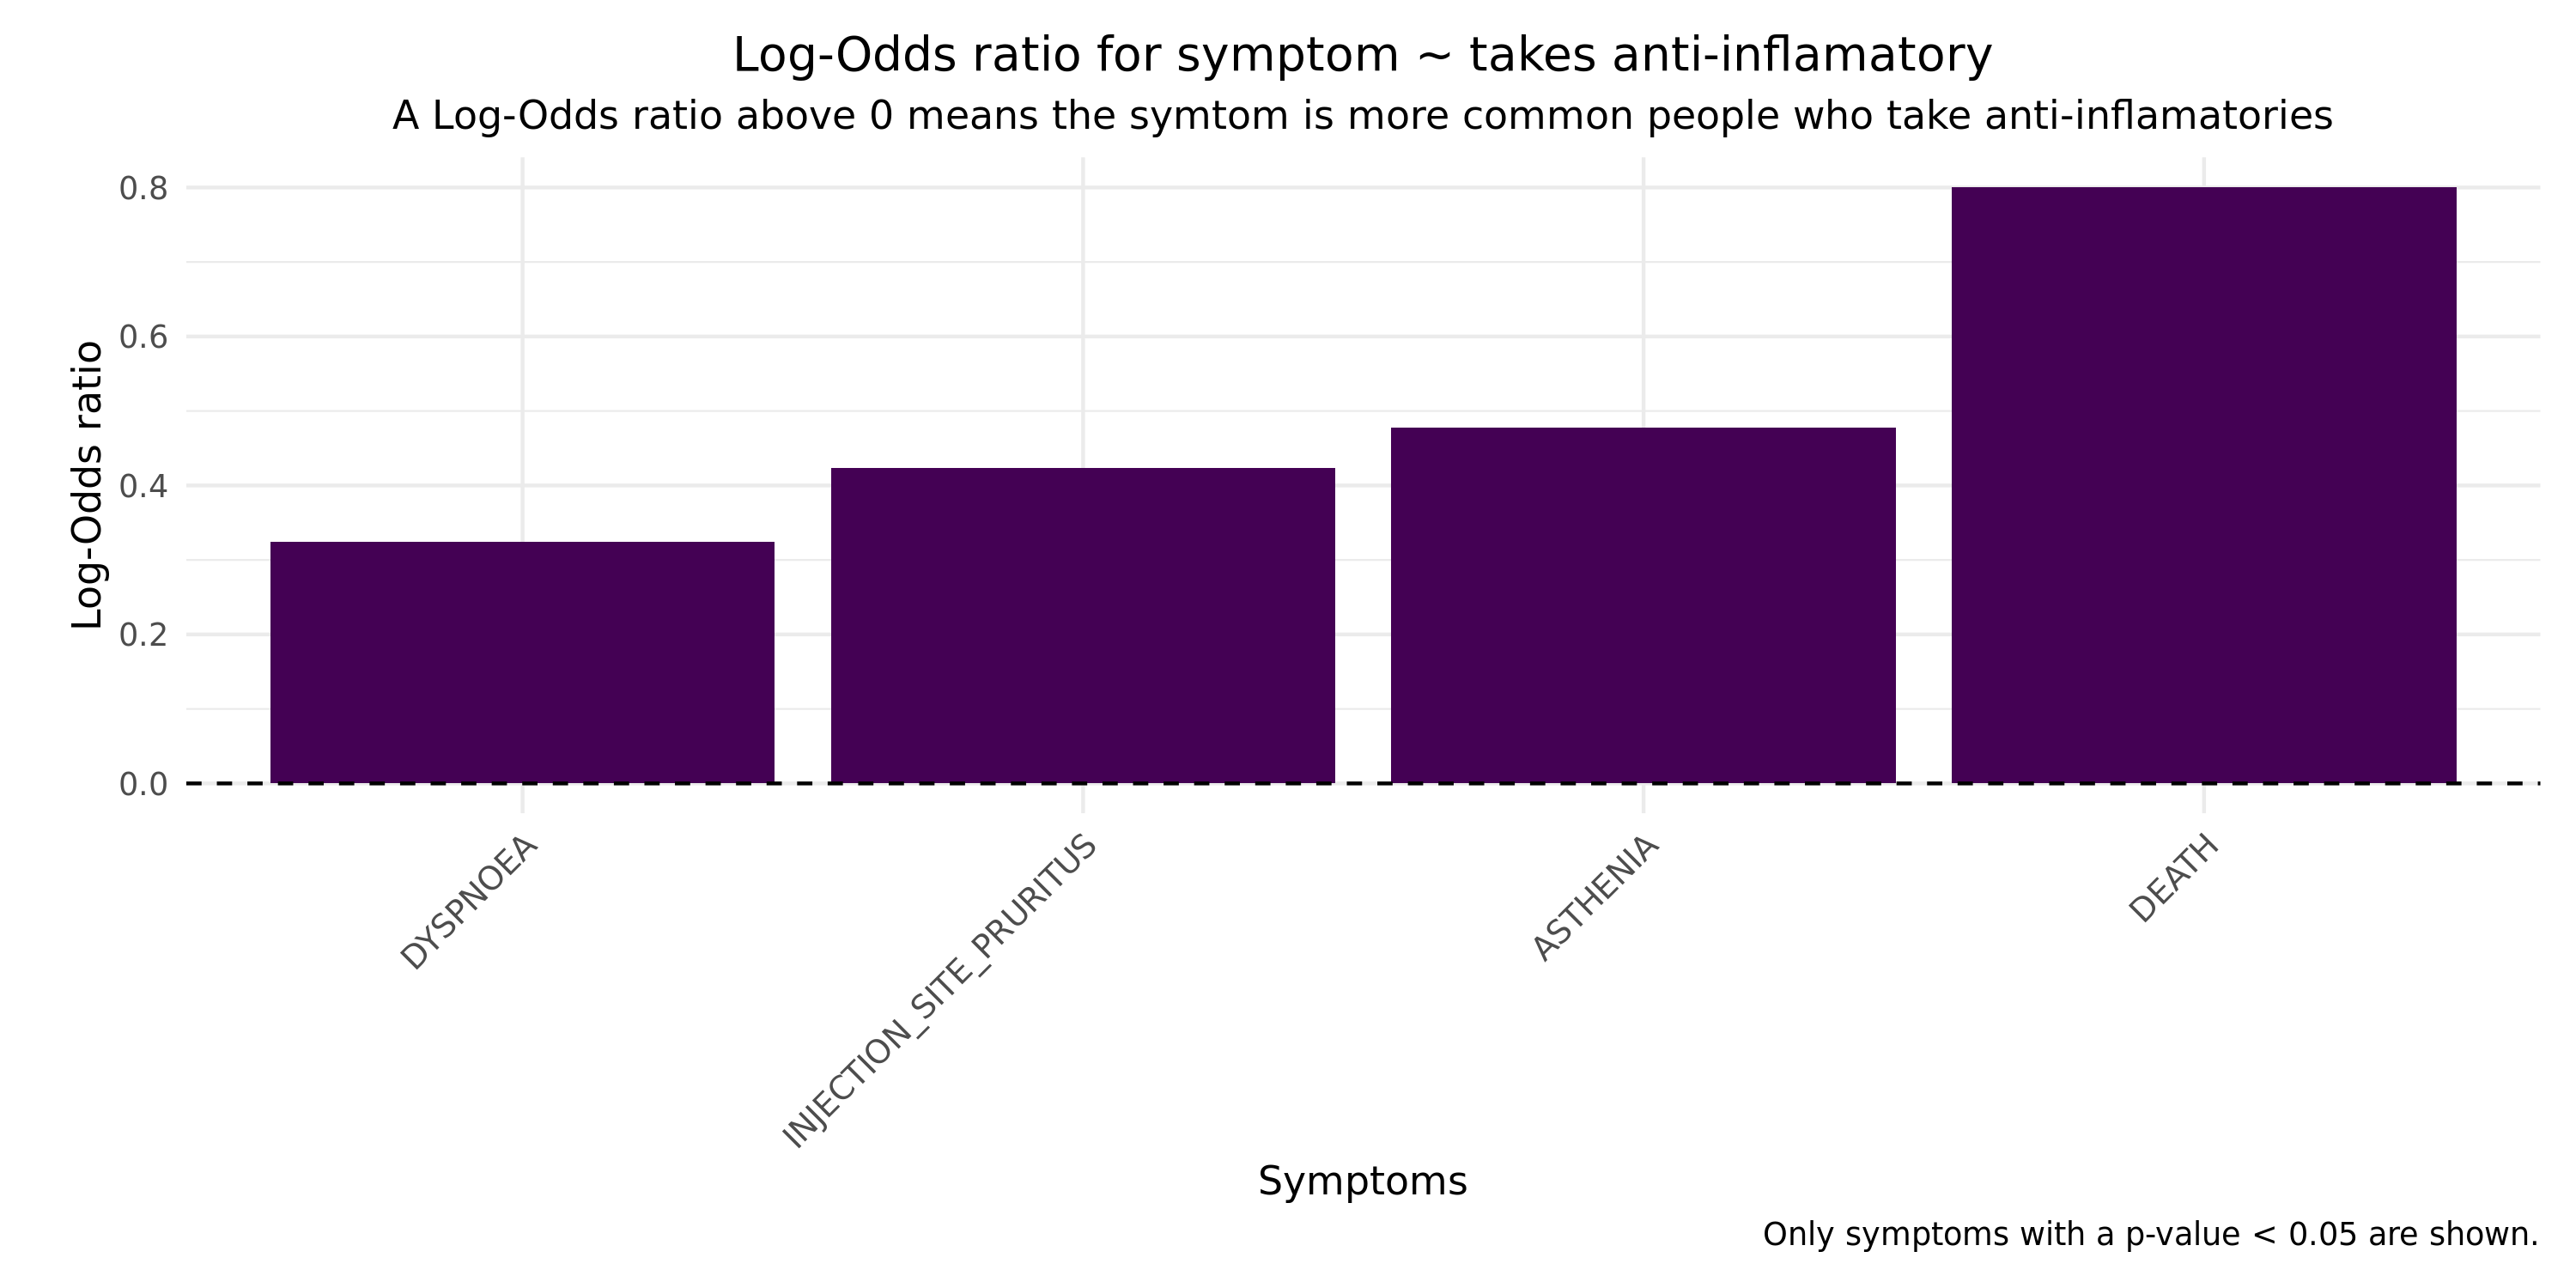 Log-Odds ratio for symptom ~ takes anti-inflamatory
A Log-Odds ratio above 0 means the symtom is more common people who take anti-inflamatories
Log-Odds ratio
0.8
0.6
0.4
0.2
0.0
DYSPNOEA
INJECTION_SITE_PRURITUS
ASTHENIA
DEATH
Symptoms
Only symptoms with a p-value < 0.05 are shown.